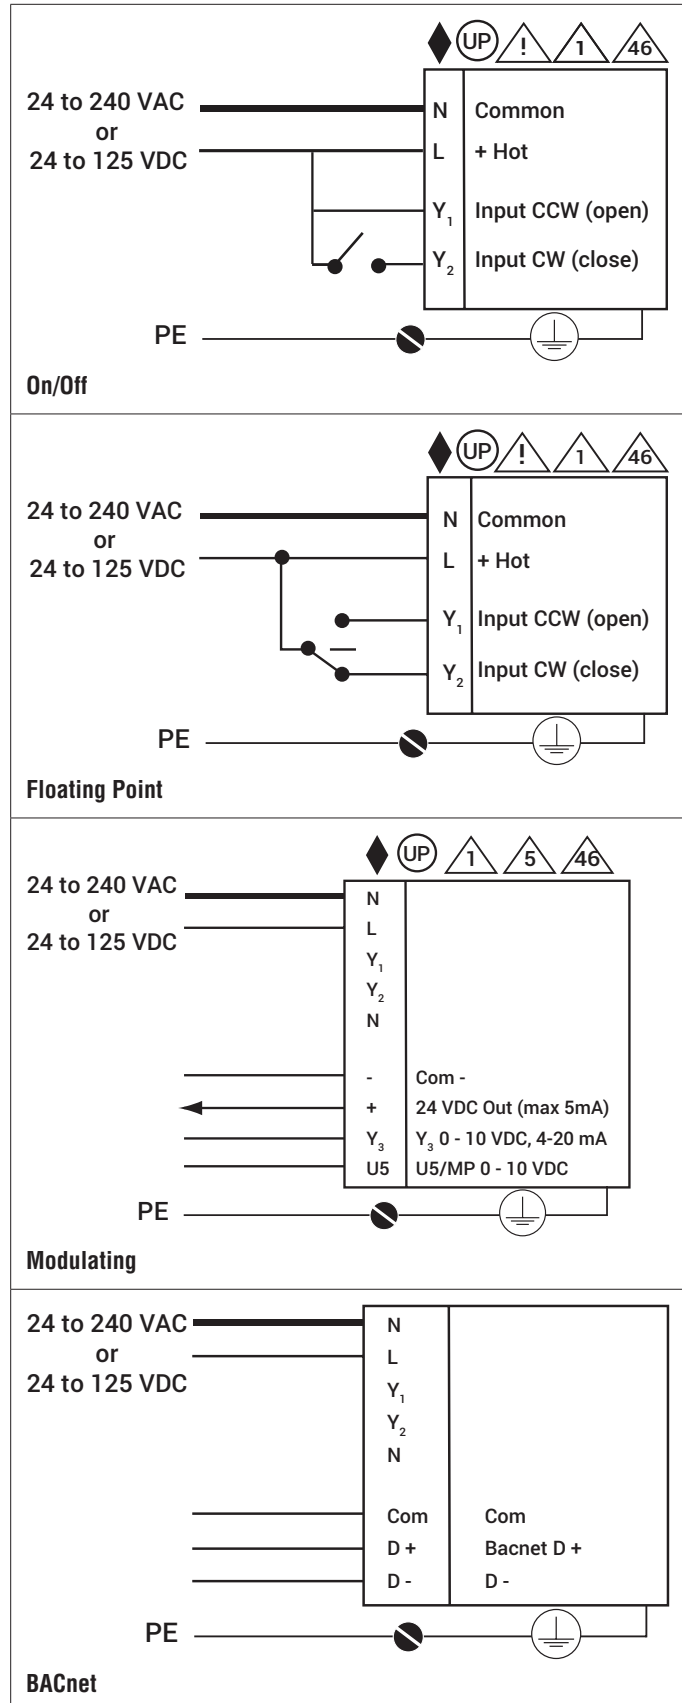 UP ! 1 46
24 to 240 VAC
or
24 to 125 VDC
N Common
L + Hot
Y1 Input CCW (open)
Y2 Input CW (close)
PE
On/Off
UP ! 1 46
24 to 240 VAC
or
24 to 125 VDC
N Common
L + Hot
Y1 Input CCW (open)
Y2 Input CW (close)
PE
Floating Point
UP 1 5 46
24 to 240 VAC
or
24 to 125 VDC
N
L
Y1
Y2
N
- Com -
+ 24 VDC Out (max 5mA)
Y3 Y3 0 - 10 VDC, 4-20 mA
U5 U5/MP 0 - 10 VDC
PE
Modulating
24 to 240 VAC
or
24 to 125 VDC
N
L
Y1
Y2
N
Com Com
D + Bacnet D +
D - D -
PE
BACnet